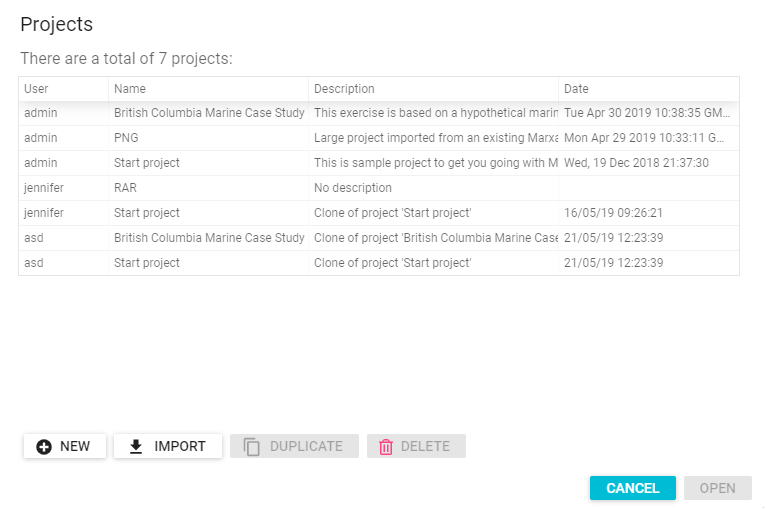 Projects
There are a total of 7 projects:
User Name Description Date
admin British Columbia Marine Case Study This exercise is based on a hypothetical marin Tue Apr 30 2019 10:38:35 GM...
admin PNG Large project imported from an existing Marxa Mon Apr 29 2019 10:33:11 G...
admin Start project This is sample project to get you going with M Wed, 19 Dec 2018 21:37:30
jennifer RAR No description
jennifer Start project Clone of project 'Start project' 16/05/19 09:26:21
asd British Columbia Marine Case Study Clone of project 'British Columbia Marine Case 21/05/19 12:23:39
asd Start project Clone of project 'Start project' 21/05/19 12:23:39
NEW IMPORT DUPLICATE DELETE
CANCEL OPEN